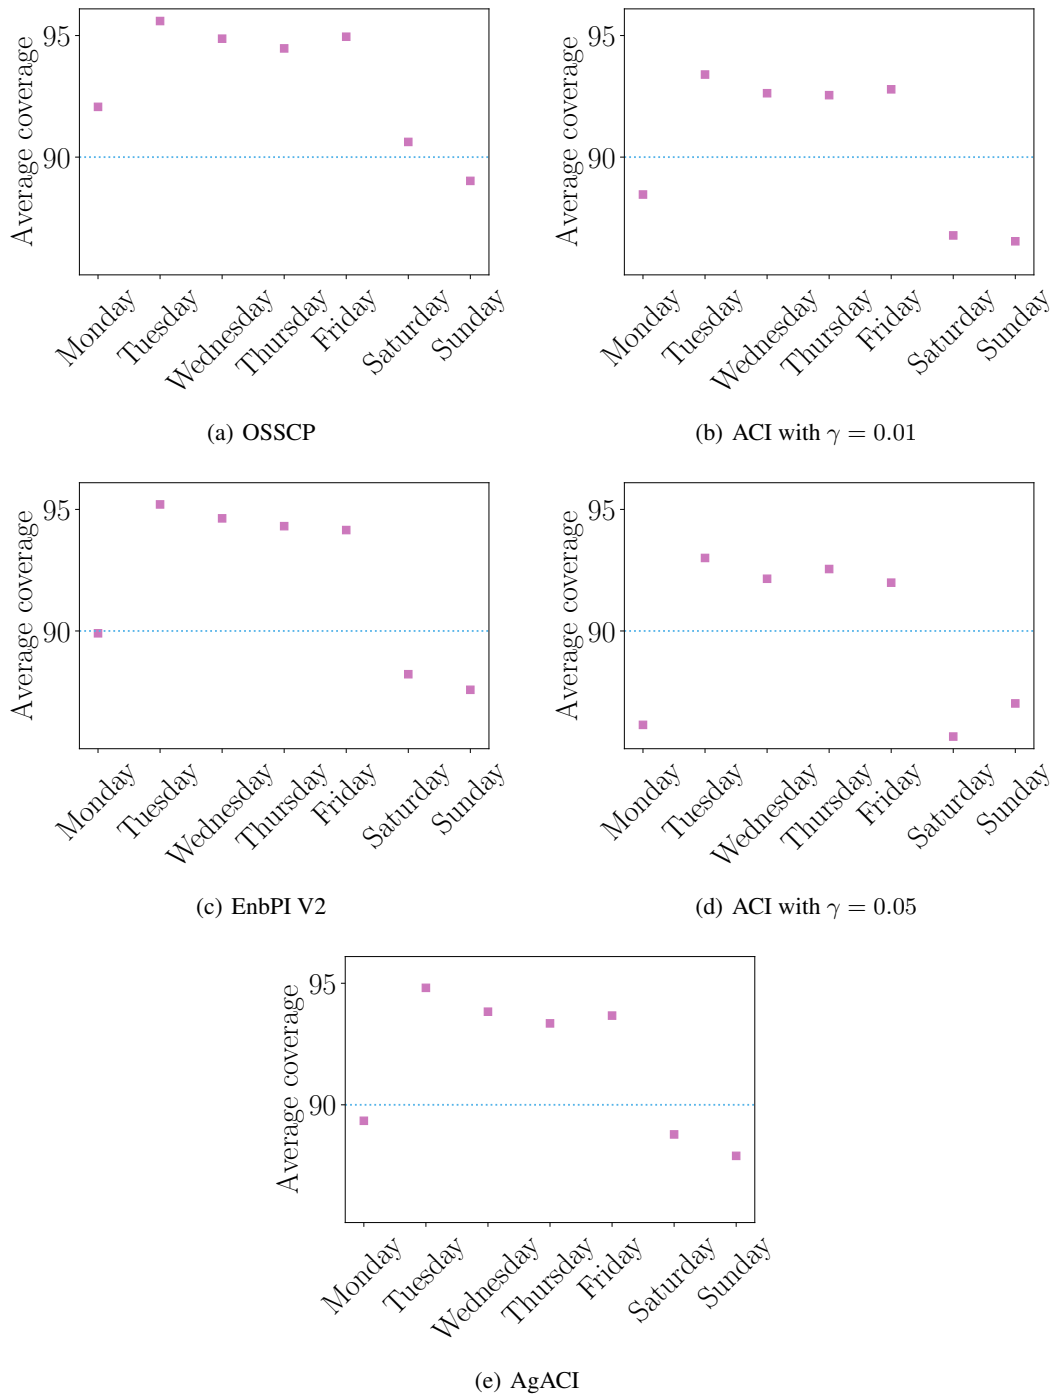 Average coverage
95
90
Monday
Tuesday
Wednesday
Thursday
Friday
Saturday
Sunday
(a) OSSCP
Average coverage
95
90
Monday
Tuesday
Wednesday
Thursday
Friday
Saturday
Sunday
(b) ACI with γ = 0.01
Average coverage
95
90
Monday
Tuesday
Wednesday
Thursday
Friday
Saturday
Sunday
(c) EnbPI V2
Average coverage
95
90
Monday
Tuesday
Wednesday
Thursday
Friday
Saturday
Sunday
(d) ACI with γ = 0.05
Average coverage
95
90
Monday
Tuesday
Wednesday
Thursday
Friday
Saturday
Sunday
(e) AgACI